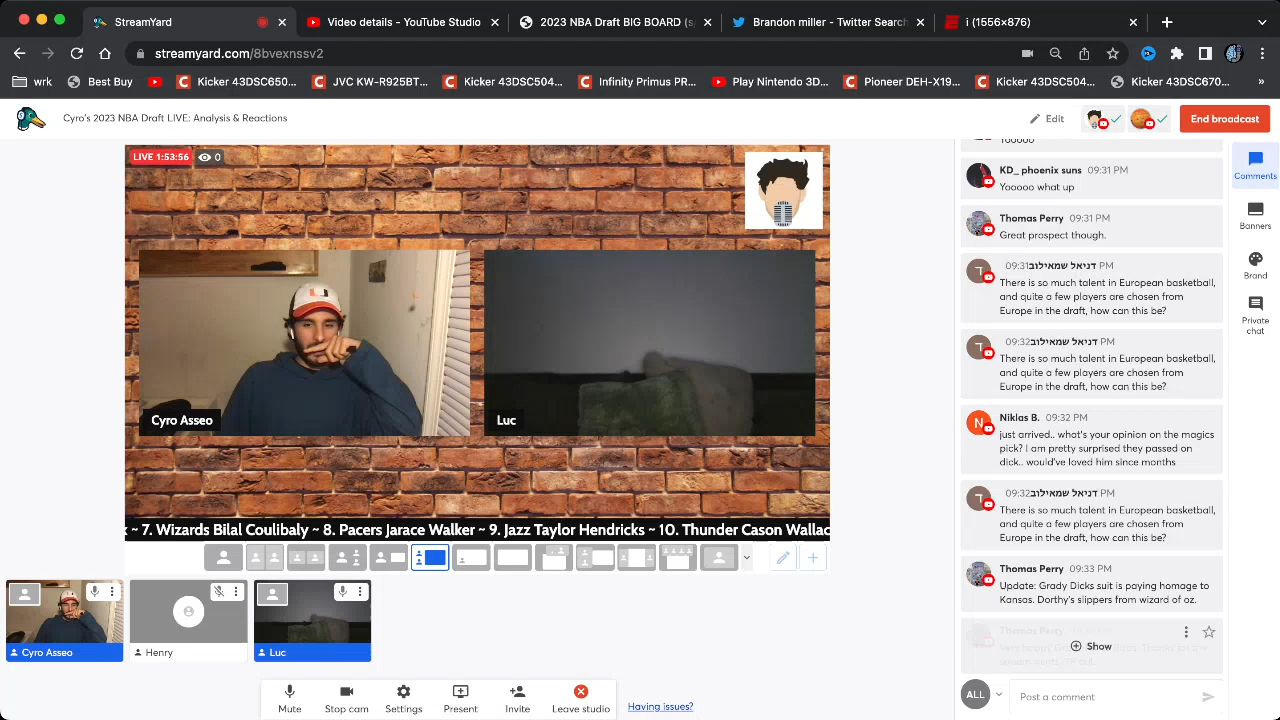 StreamYard
Video details - YouTube Studio
2023 NBA Draft BIG BOARD (sp
Brandon miller - Twitter Search
i (1556×876)
streamyard.com/8bvexnssv2
wrk
Best Buy
Kicker 43DSC650...
JVC KW-R925BT...
Kicker 43DSC504...
Infinity Primus PR...
Play Nintendo 3D...
Pioneer DEH-X19...
Kicker 43DSC504...
Kicker 43DSC670...
»
Cyro's 2023 NBA Draft LIVE: Analysis & Reactions
Edit
End broadcast
LIVE 1:53:56
0
Cyro Asseo
Luc
~ 7. Wizards Bilal Coulibaly ~ 8. Pacers Jarace Walker ~ 9. Jazz Taylor Hendricks ~ 10. Thunder Cason Wallac
Cyro Asseo
Henry
Luc
Mute
Stop cam
Settings
Present
Invite
Leave studio
Having issues?
KD_ phoenix suns 09:31 PM
Yooooo what up
Thomas Perry 09:31 PM
Great prospect though.
דניאל שמאילוב 09:31 PM
There is so much talent in European basketball,
and quite a few players are chosen from
Europe in the draft, how can this be?
דניאל שמאילוב 09:32 PM
There is so much talent in European basketball,
and quite a few players are chosen from
Europe in the draft, how can this be?
Niklas B. 09:32 PM
just arrived.. what's your opinion on the magics
pick? I am pretty surprised they passed on
dick.. would've loved him since months
דניאל שמאילוב 09:32 PM
There is so much talent in European basketball,
and quite a few players are chosen from
Europe in the draft, how can this be?
Thomas Perry 09:33 PM
Update: Grady Dicks suit is paying homage to
Kansas. Dorthy's slippers from wizard of oz.
Thomas Perry
Show
ALL
Post a comment
Comments
Banners
Brand
Private
chat